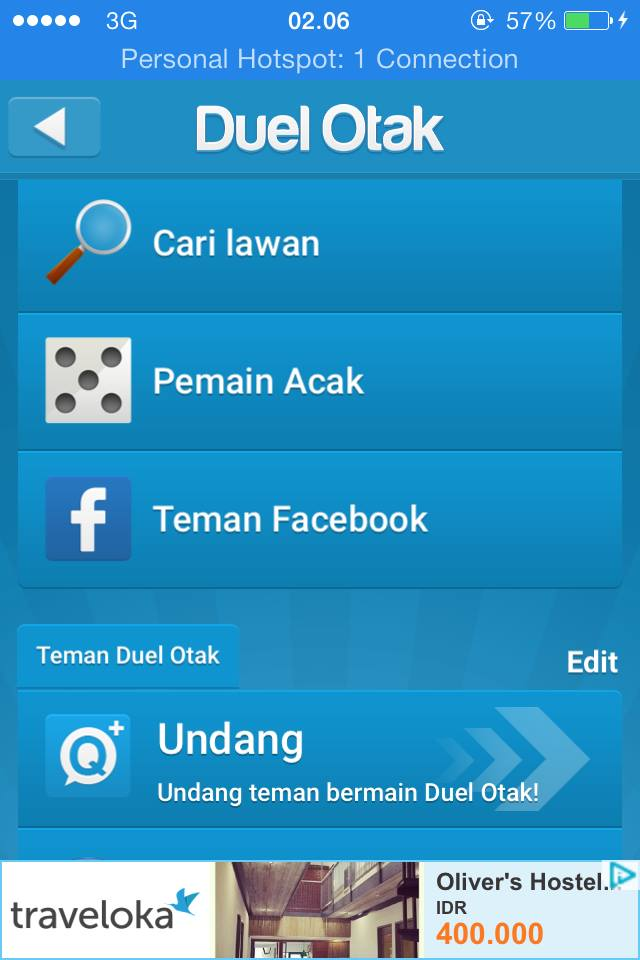 3G 02.06 57%
Personal Hotspot: 1 Connection
Duel Otak
Cari lawan
Pemain Acak
f Teman Facebook
Teman Duel Otak
Edit
Undang
Undang teman bermain Duel Otak!
traveloka
Oliver's Hostel...
IDR
400.000